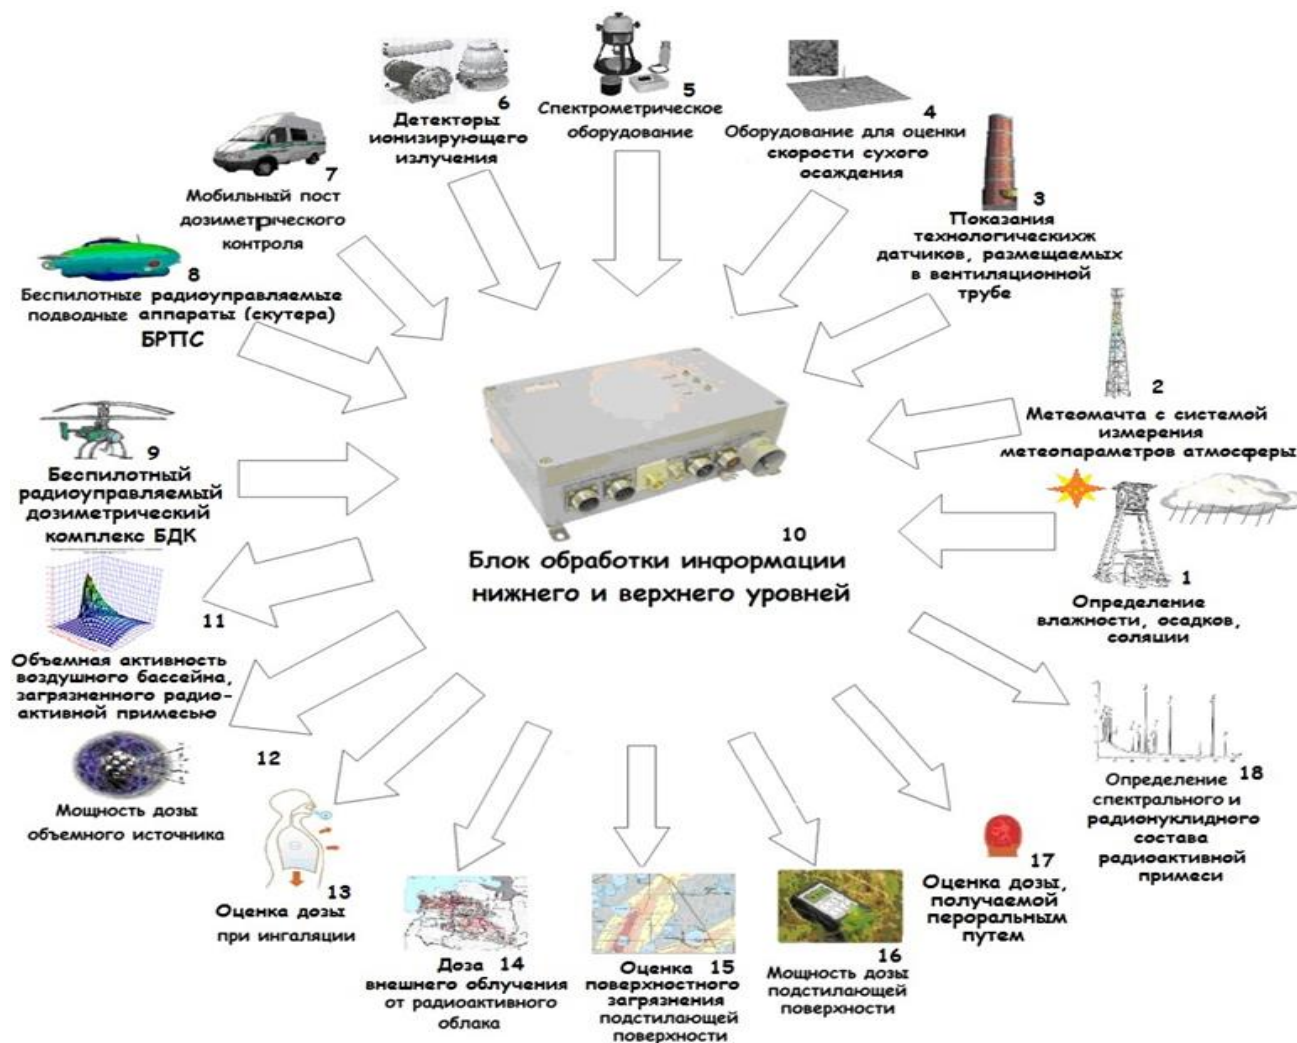 6
Детекторы
ионизирующего
излучения
5
Спектрометрическое
оборудование
4
Оборудование для оценки
скорости сухого
осаждения
3
Показания
технологическихж
датчиков, размещаемых
в вентиляционной
трубе
2
Метеомачта с системой
измерения
метеопараметров атмосферы
1
Определение
влажности, осадков,
соляции
7
Мобильный пост
дозиметрического
контроля
8
Беспилотные радиоуправляемые
подводные аппараты (скутера)
БРПС
9
Беспилотный
радиоуправляемый
дозиметрический
комплекс БДК
10
Блок обработки информации
нижнего и верхнего уровней
11
Объемная активность
воздушного бассейна,
загрязненного радио-
активной примесью
12
Мощность дозы
объемного источника
13
Оценка дозы
при ингаляции
Доза 14
внешнего облучения
от радиоактивного
облака
Оценка 15
поверхностного
загрязнения
подстилающей
поверхности
16
Мощность дозы
подстилающей
поверхности
17
Оценка дозы,
получаемой
пероральным
путем
Определение 18
спектрального и
радионуклидного
состава
радиоактивной
примеси